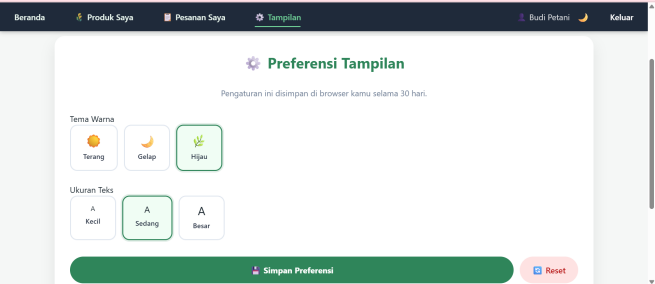 Beranda Produk Saya Pesanan Saya Tampilan Budi Petani Keluar
Preferensi Tampilan
Pengaturan ini disimpan di browser kamu selama 30 hari.
Tema Warna
Terang Gelap Hijau
Ukuran Teks
A A A
Kecil Sedang Besar
Simpan Preferensi Reset